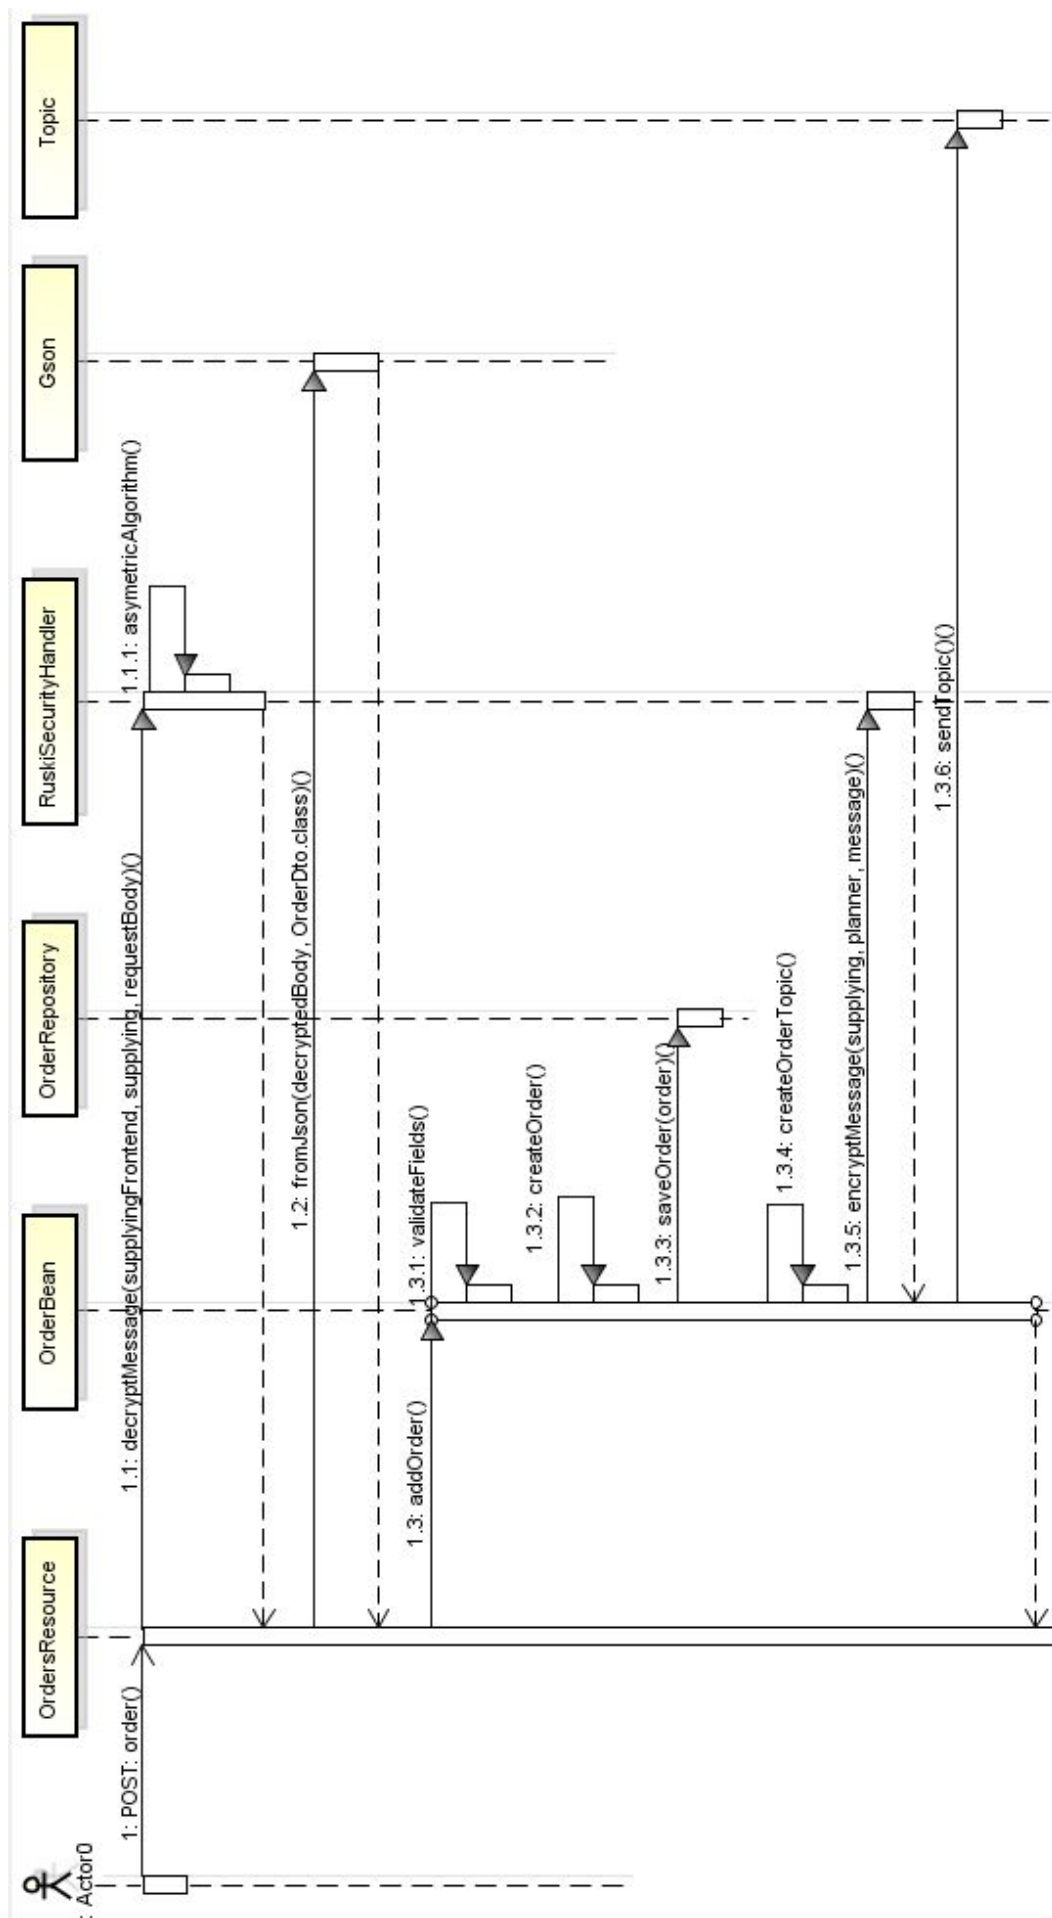 : Actor0
OrdersResource
OrderBean
OrderRepository
RuskiSecurityHandler
Gson
Topic
1: POST: order()
1.1: decryptMessage(supplyingFrontend, supplying, requestBody)()
1.1.1: asymetricAlgorithm()
1.2: fromJson(decryptedBody, OrderDto.class)()
1.3: addOrder()
1.3.1: validateFields()
1.3.2: createOrder()
1.3.3: saveOrder(order)()
1.3.4: createOrderTopic()
1.3.5: encryptMessage(supplying, planner, message)()
1.3.6: sendTopic()()